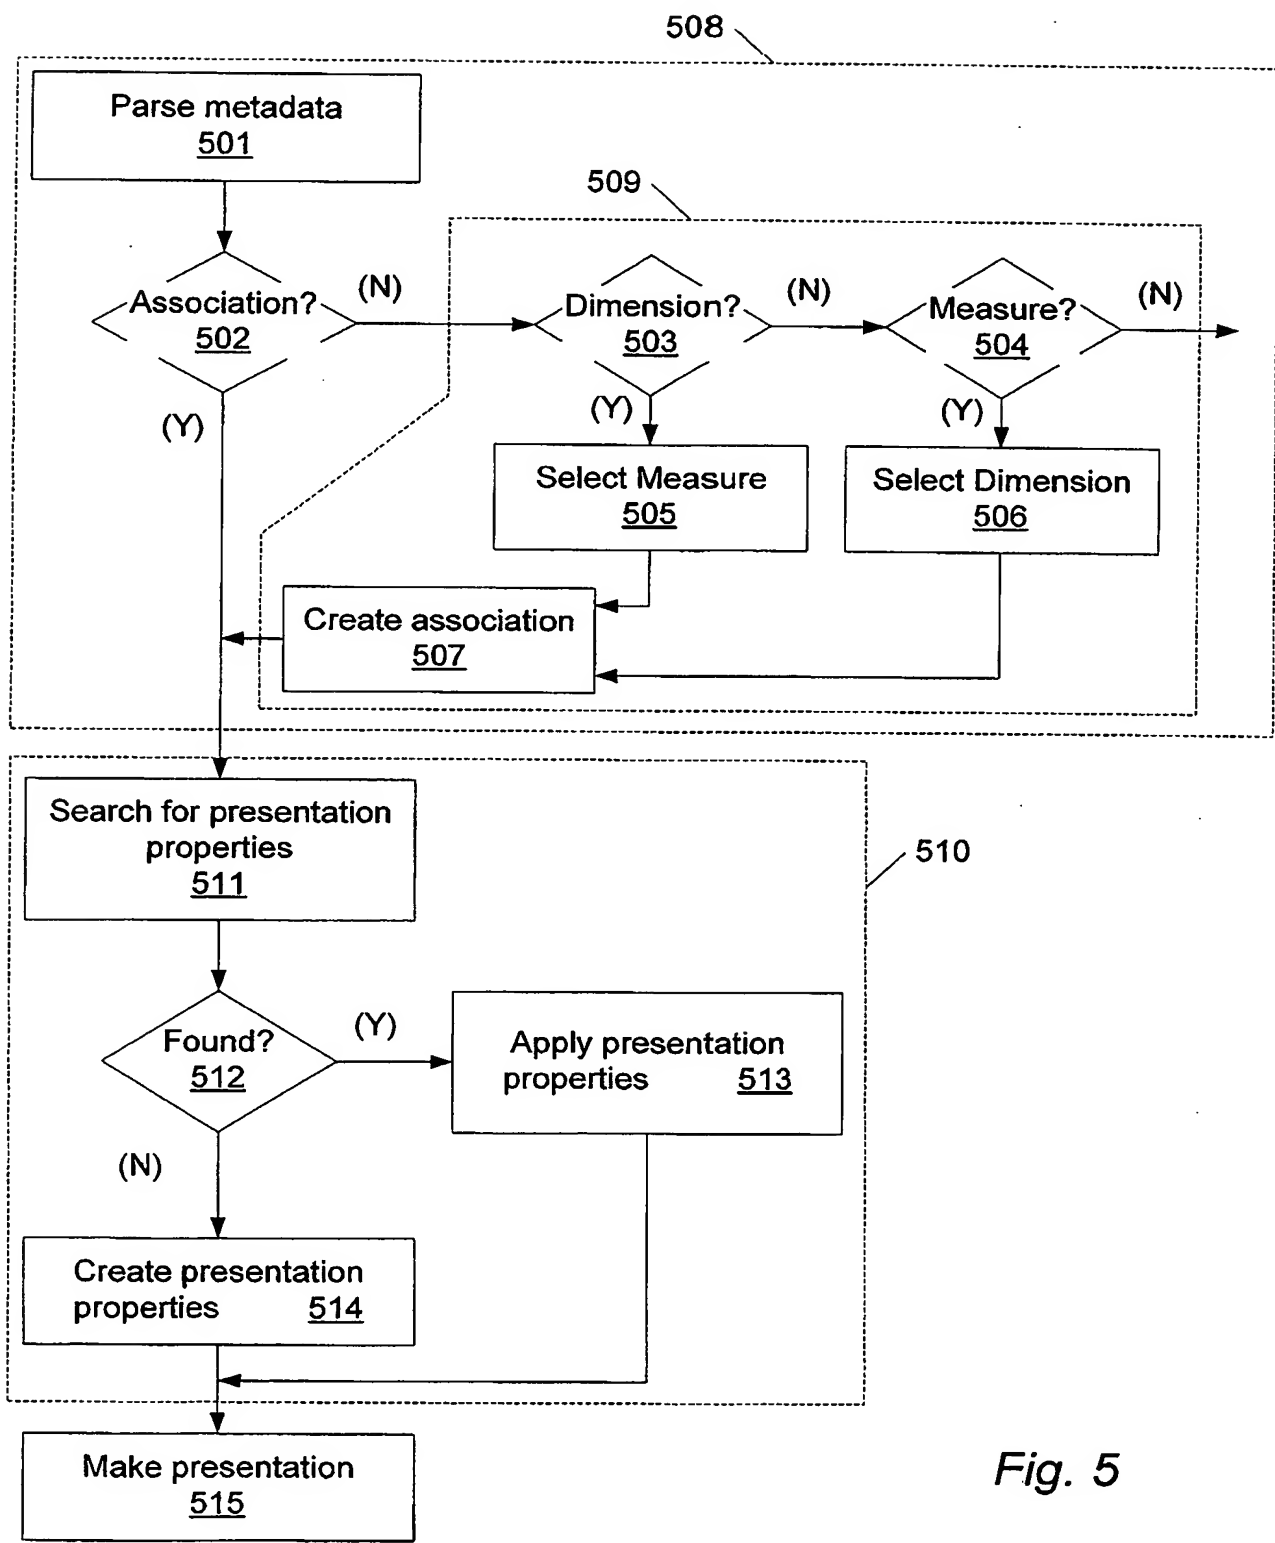 508
Parse metadata
501
509
Association?
502
(N)
Dimension?
503
(N)
Measure?
504
(N)
(Y)
(Y)
(Y)
Select Measure
505
Select Dimension
506
Create association
507
Search for presentation
properties
511
510
Found?
512
(Y)
Apply presentation
properties 513
(N)
Create presentation
properties 514
Make presentation
515
Fig. 5